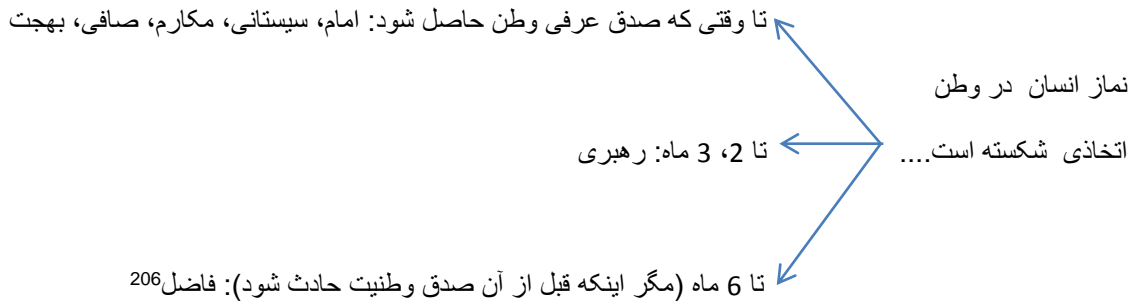 تا وقتی که صدق عرفی وطن حاصل شود: امام، سیستانی، مکارم، صافی، بهجت
نماز انسان در وطن
اتخاذی شکسته است....
تا 2، 3 ماه: رهبری
تا 6 ماه (مگر اینکه قبل از آن صدق وطنیت حادث شود): فاضل206